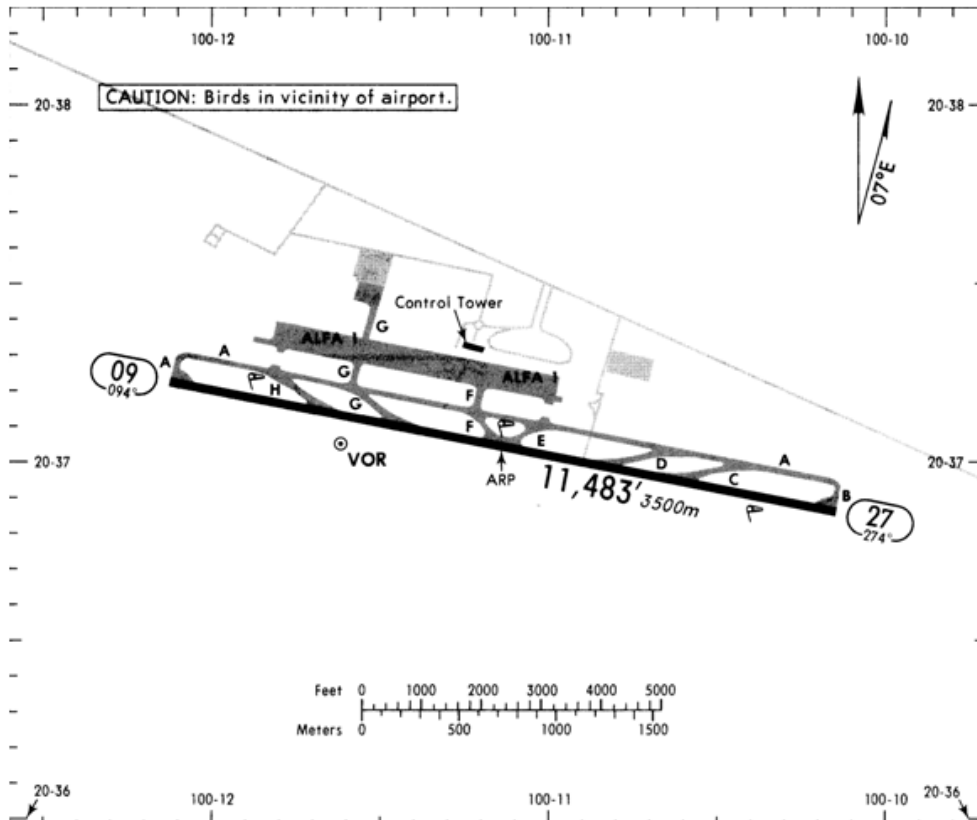 100-12 100-11 100-10
20-38 20-38
CAUTION: Birds in vicinity of airport.
07°E
Control Tower
G
ALFA 1
ALFA 1
A A G F
09
094°
H G F E
VOR
ARP
D A
C B
20-37 20-37
11,483' 3500m
27
274°
Feet 0 1000 2000 3000 4000 5000
Meters 0 500 1000 1500
20-36 20-36
100-12 100-11 100-10